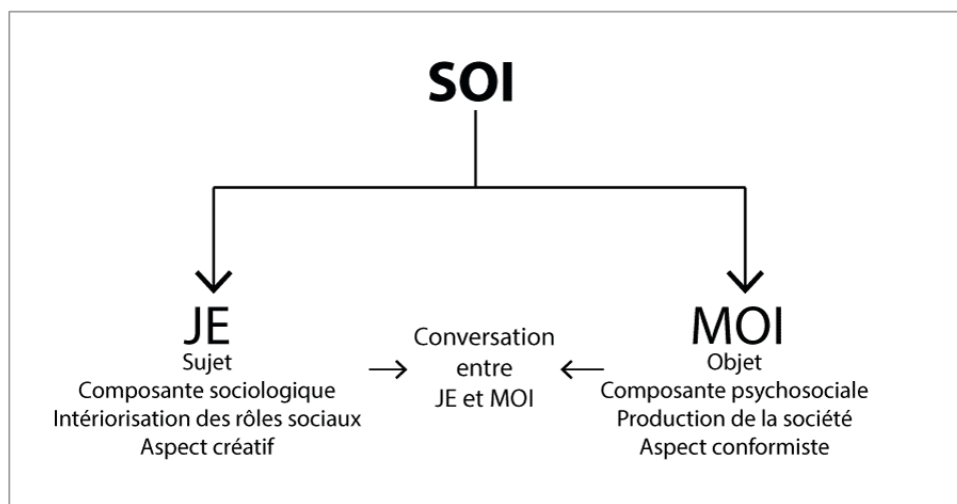 SOI
JE
Sujet
Composante sociologique
Intériorisation des rôles sociaux
Aspect créatif
Conversation
entre
JE et MOI
MOI
Objet
Composante psychosociale
Production de la société
Aspect conformiste